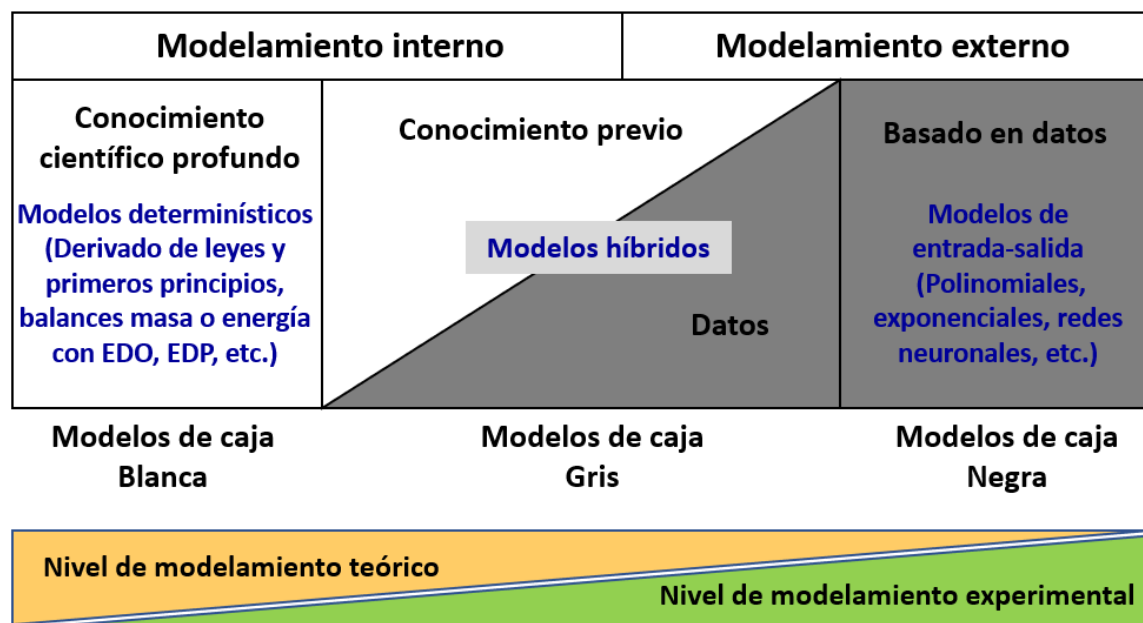 Modelamiento interno
Modelamiento externo
Conocimiento
científico profundo
Modelos determinísticos
(Derivado de leyes y
primeros principios,
balances masa o energía
con EDO, EDP, etc.)
Conocimiento previo
Modelos híbridos
Datos
Basado en datos
Modelos de
entrada-salida
(Polinomiales,
exponenciales, redes
neuronales, etc.)
Modelos de caja
Blanca
Modelos de caja
Gris
Modelos de caja
Negra
Nivel de modelamiento teórico
Nivel de modelamiento experimental